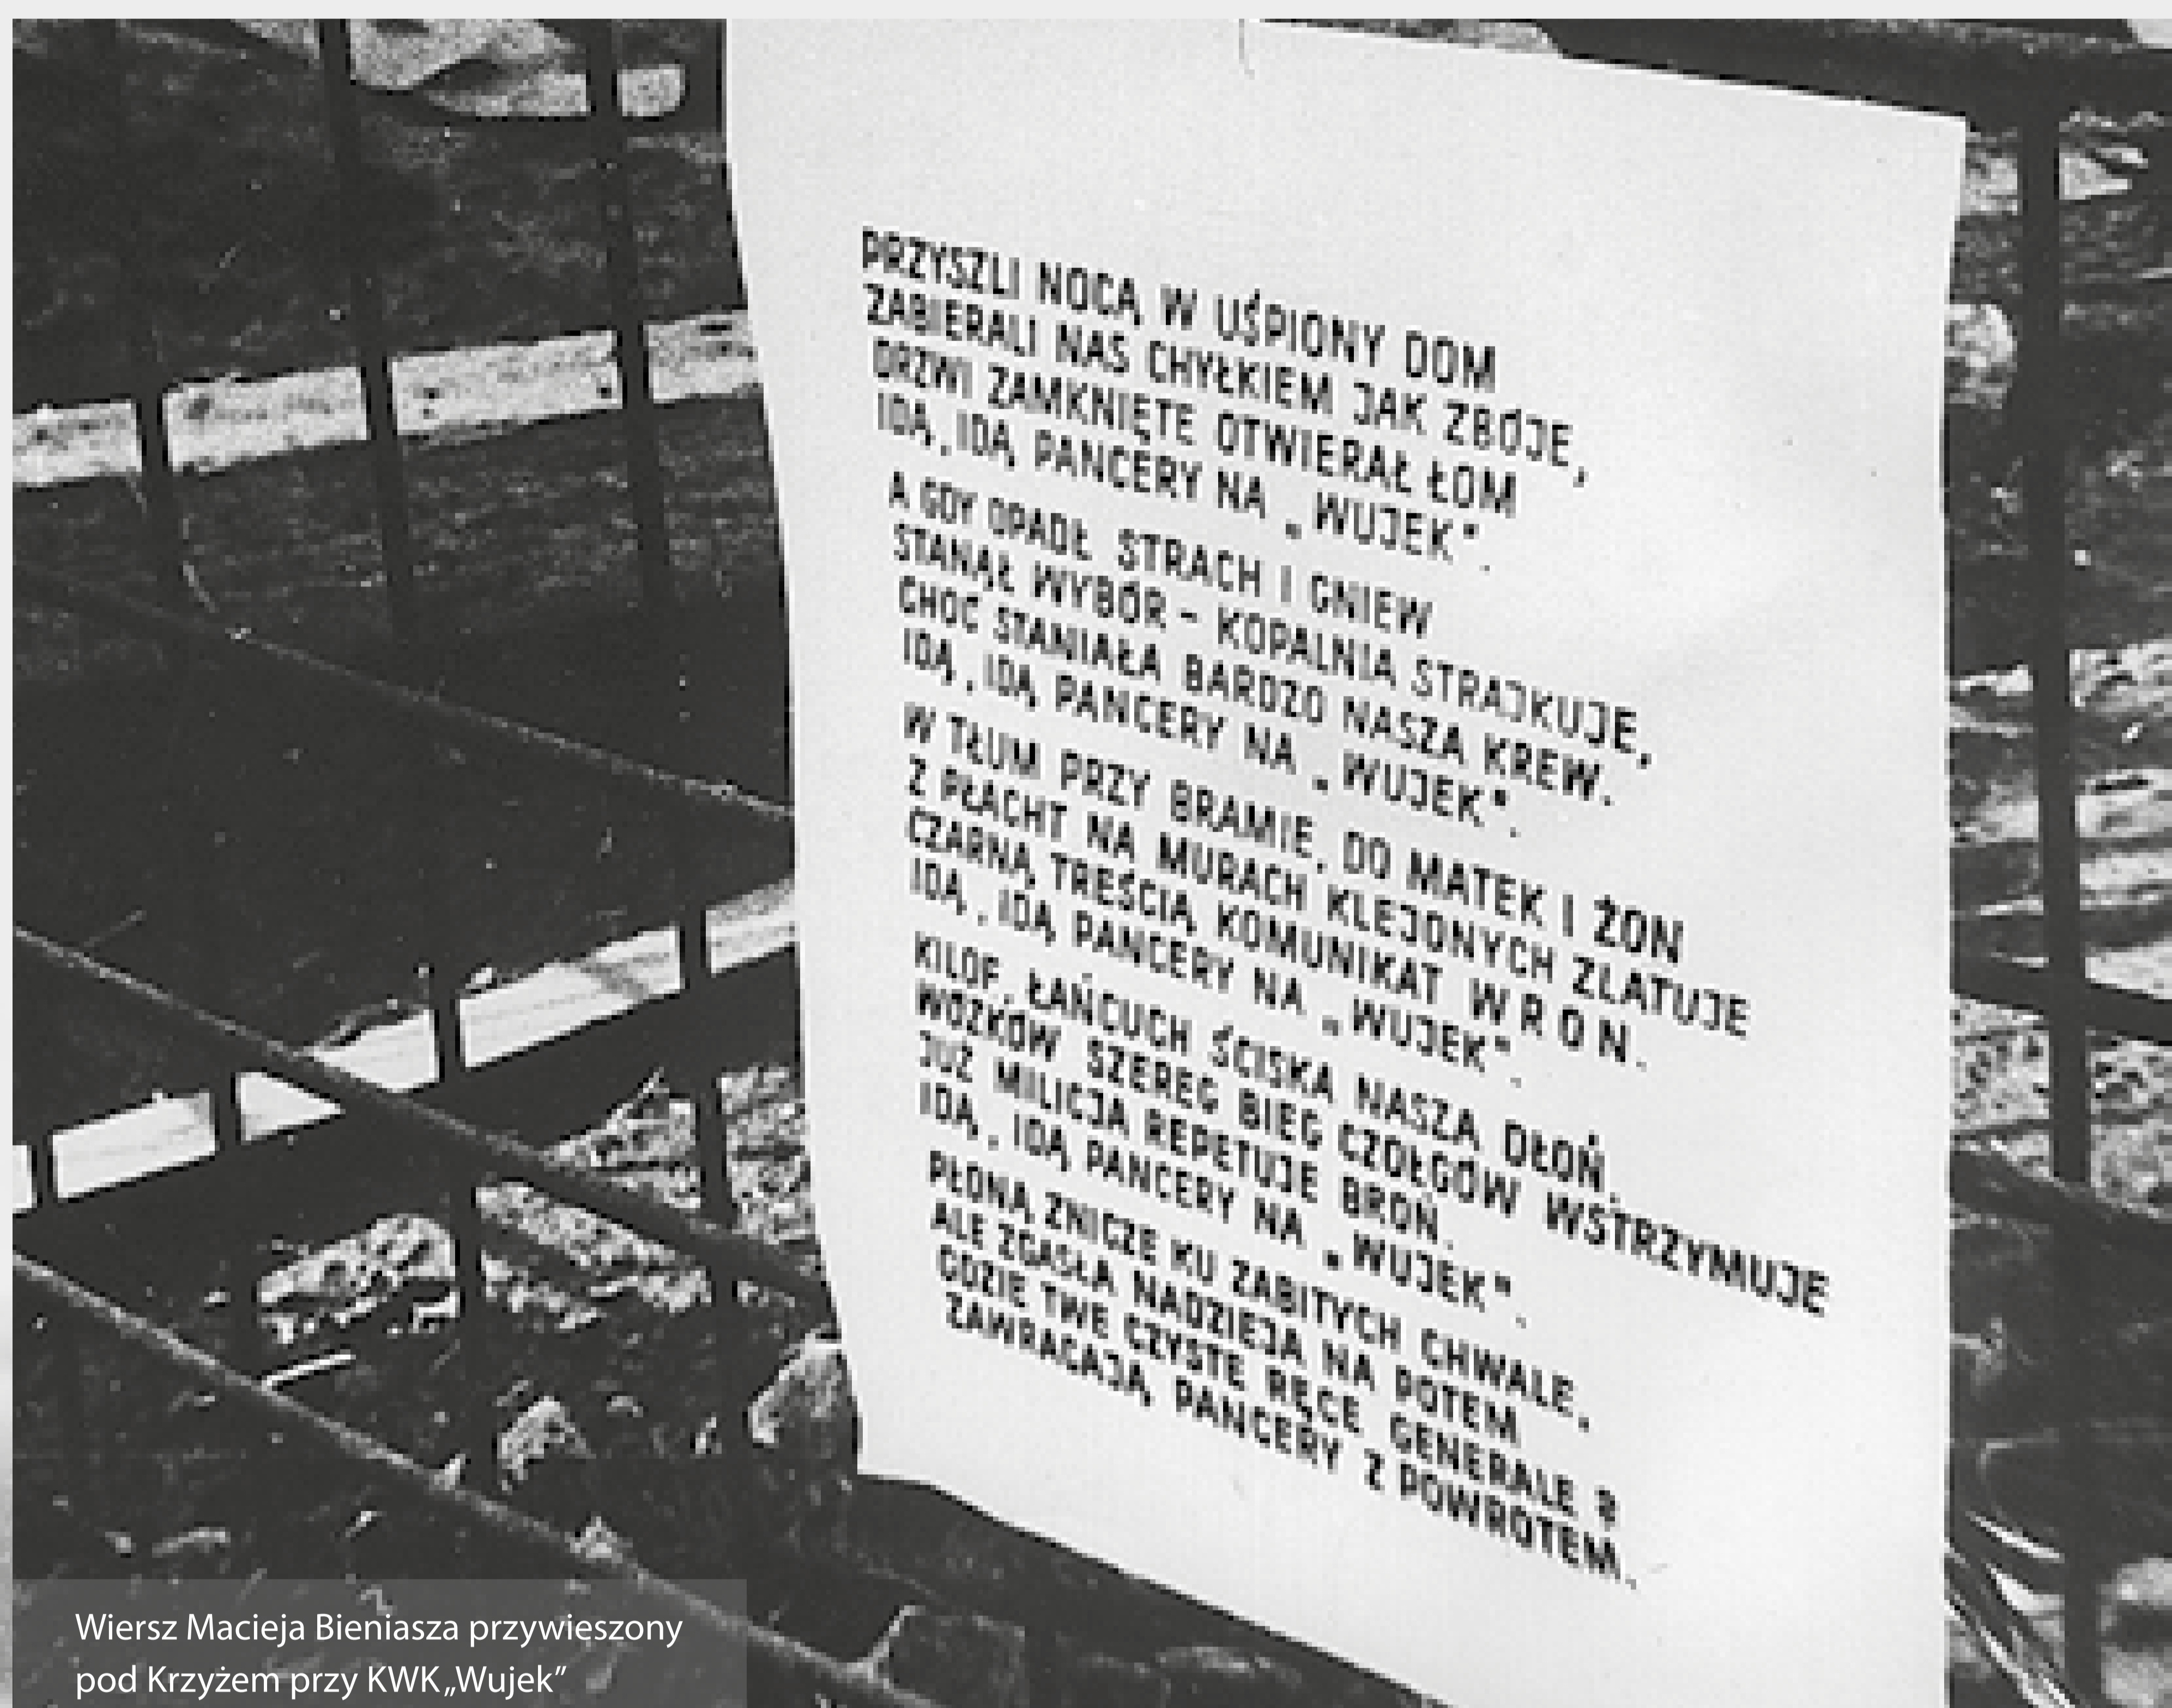 PRZYSZLI NOCĄ W UŚPIONY DOM
ZABIERALI NAS CHYŁKIEM JAK ZBÓJE,
DRZWI ZAMKNIĘTE OTWIERAŁ ŁOM
IDĄ, IDĄ PANCERY NA „WUJEK".
A GDY OPADŁ STRACH I GNIEW
STANĄŁ WYBÓR – KOPALNIA STRAJKUJE,
CHOĆ STANIAŁA BARDZO NASZA KREW.
IDĄ, IDĄ PANCERY NA „WUJEK".
W TŁUM PRZY BRAMIE, DO MATEK I ŻON
Z PŁACHT NA MURACH KLEJONYCH ZLATUJE
CZARNĄ TREŚCIĄ KOMUNIKAT W R O N.
IDĄ, IDĄ PANCERY NA „WUJEK".
KILOF, ŁAŃCUCH ŚCISKA NASZA DŁOŃ.
WÓZKÓW SZEREG BIEG CZOŁGÓW WSTRZYMUJE
JUŻ MILICJA REPETUJE BROŃ.
IDĄ, IDĄ PANCERY NA „WUJEK".
PŁONĄ ZNICZE KU ZABITYCH CHWALE,
ALE ZGASŁA NADZIEJA NA POTEM.
GDZIE TWE CZYSTE RĘCE GENERALE ?
ZAWRACAJĄ PANCERY Z POWROTEM.
Wiersz Macieja Bieniasza przywieszony
pod Krzyżem przy KWK „Wujek”